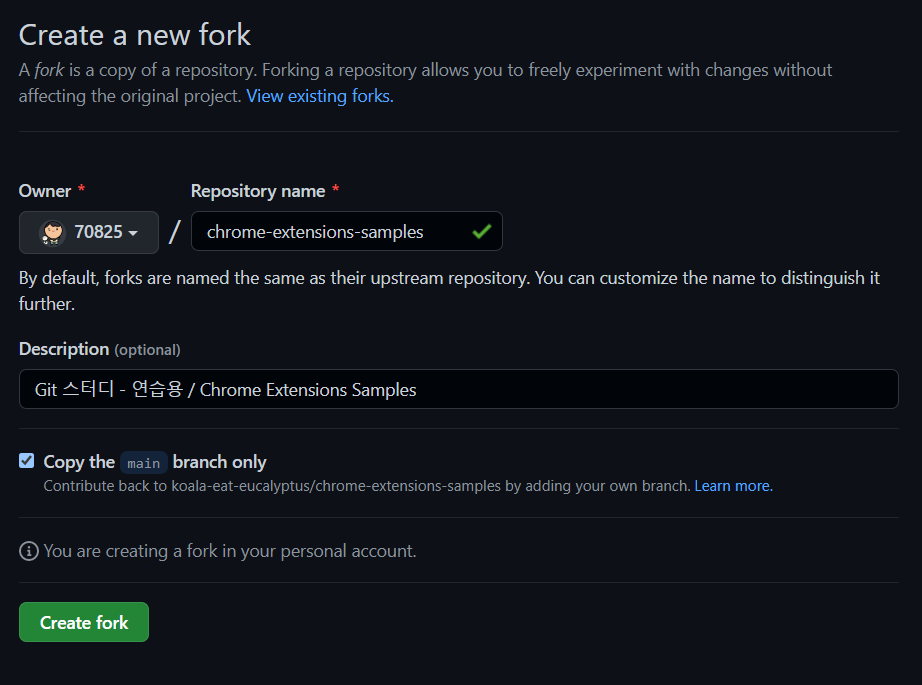 Create a new fork
A fork is a copy of a repository. Forking a repository allows you to freely experiment with changes without
affecting the original project. View existing forks.
Owner * Repository name *
70825 / chrome-extensions-samples
By default, forks are named the same as their upstream repository. You can customize the name to distinguish it
further.
Description (optional)
Git 스터디 - 연습용 / Chrome Extensions Samples
Copy the main branch only
Contribute back to koala-eat-eucalyptus/chrome-extensions-samples by adding your own branch. Learn more.
You are creating a fork in your personal account.
Create fork